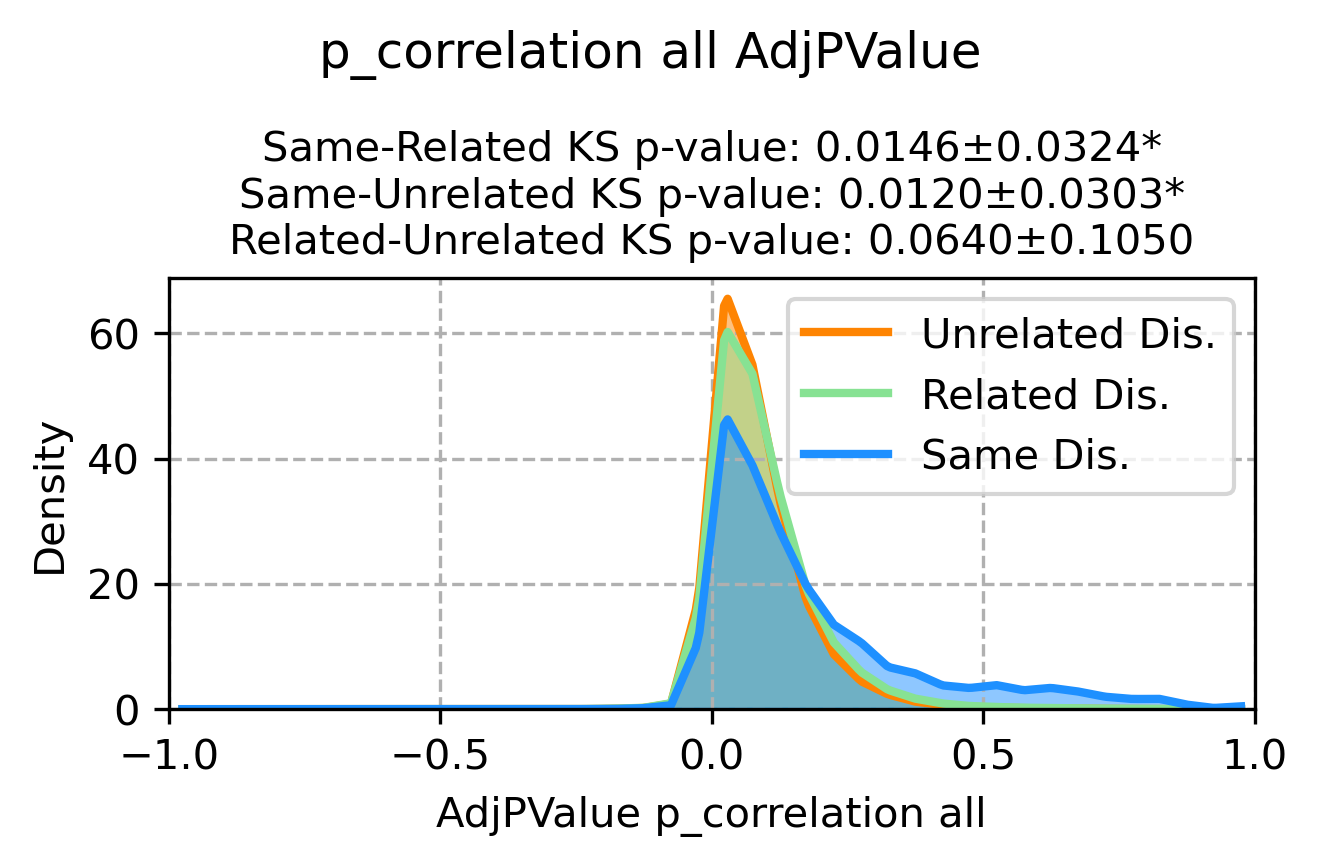 p_correlation all AdjPValue
Same-Related KS p-value: 0.0146±0.0324*
Same-Unrelated KS p-value: 0.0120±0.0303*
Related-Unrelated KS p-value: 0.0640±0.1050
Unrelated Dis.
Related Dis.
Same Dis.
Density
60
40
20
0
−1.0
−0.5
0.0
0.5
1.0
AdjPValue p_correlation all